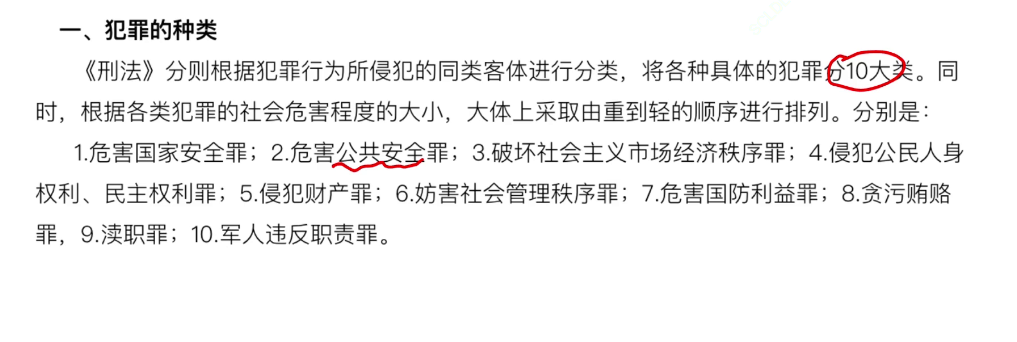 一、犯罪的种类
《刑法》分则根据犯罪行为所侵犯的同类客体进行分类，将各种具体的犯罪分10大类。同
时，根据各类犯罪的社会危害程度的大小，大体上采取由重到轻的顺序进行排列。分别是：
1.危害国家安全罪；2.危害公共安全罪；3.破坏社会主义市场经济秩序罪；4.侵犯公民人身
权利、民主权利罪；5.侵犯财产罪；6.妨害社会管理秩序罪；7.危害国防利益罪；8.贪污贿赂
罪，9.渎职罪；10.军人违反职责罪。